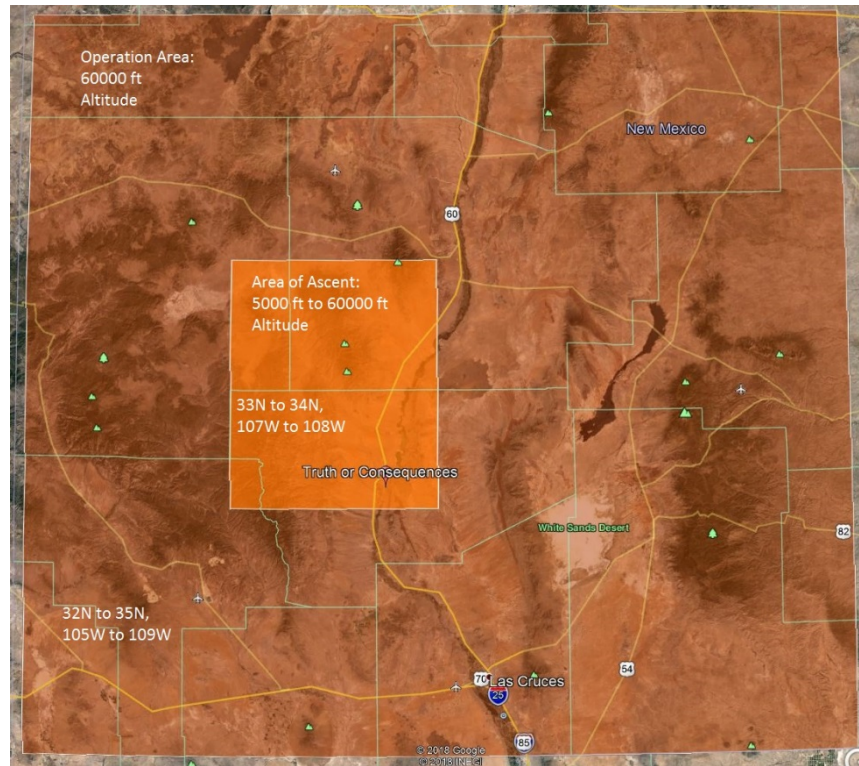 Operation Area:
60000 ft
Altitude
New Mexico
60
Area of Ascent:
5000 ft to 60000 ft
Altitude
33N to 34N,
107W to 108W
Truth or Consequences
White Sands Desert
82
32N to 35N,
105W to 109W
54
70
Las Cruces
25
85
© 2018 Google
© 2018 INEGI